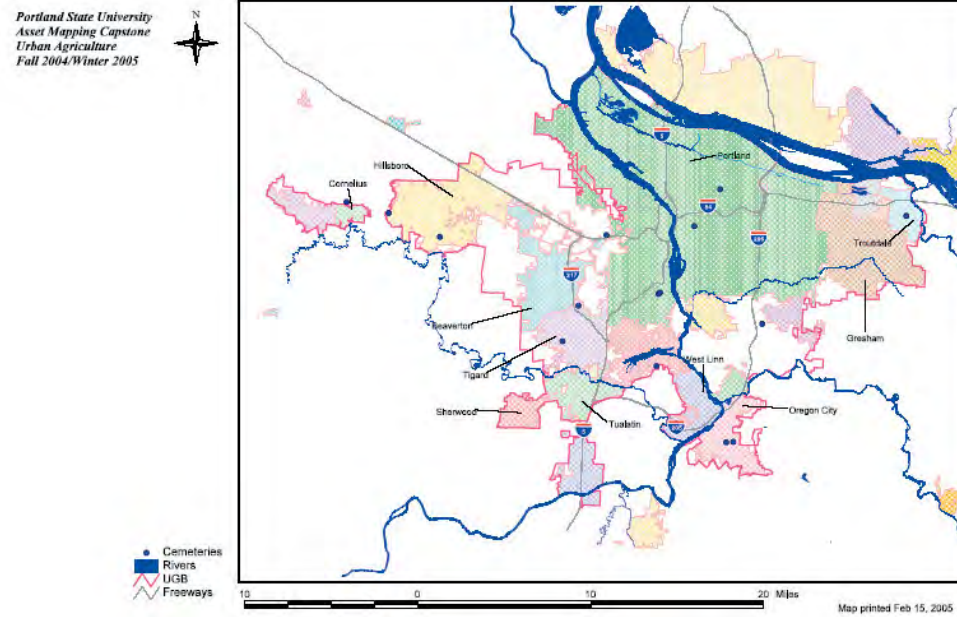 Portland State University
Asset Mapping Capstone
Urban Agriculture
Fall 2004/Winter 2005
N
5
Portland
Hillsboro
Cornelius
84
205
Troutdale
217
Beaverton
Gresham
West Linn
Tigard
Sherwood
Oregon City
Tualatin
205
5
Cemeteries
Rivers
UGB
Freeways
10 0 10 20 Miles
Map printed Feb 15, 2005